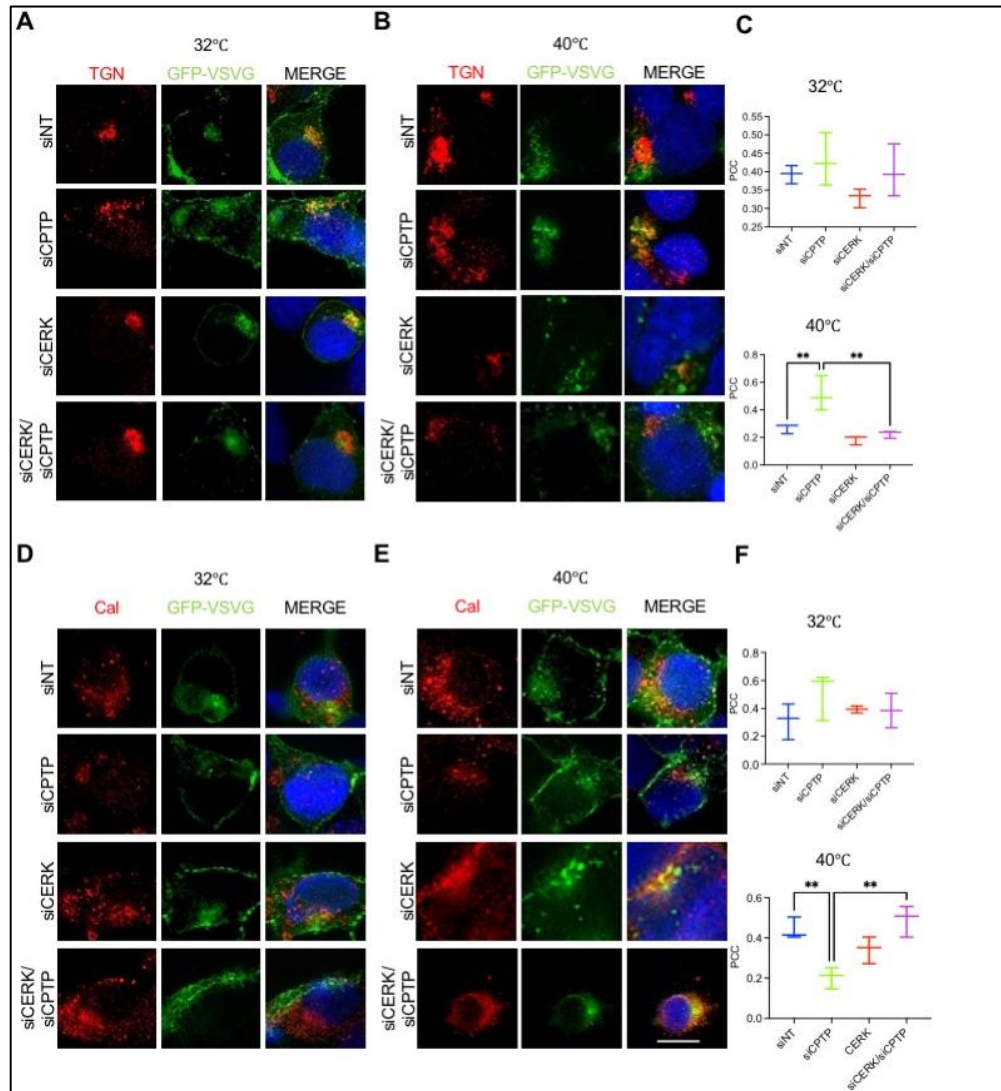 A
32°C
TGN GFP-VSVG MERGE
siNT
siCPTP
siCERK
siCERK/
siCPTP
B
40°C
TGN GFP-VSVG MERGE
siNT
siCPTP
siCERK
siCERK/
siCPTP
C
32°C
PCC
0.55
0.50
0.45
0.40
0.35
0.30
0.25
siNT
siCPTP
siCERK
siCERK/siCPTP
40°C
PCC
0.8
0.6
0.4
0.2
0.0
** **
siNT
siCPTP
siCERK
siCERK/siCPTP
D
32°C
Cal GFP-VSVG MERGE
siNT
siCPTP
siCERK
siCERK/
siCPTP
E
40°C
Cal GFP-VSVG MERGE
siNT
siCPTP
siCERK
siCERK/
siCPTP
F
32°C
PCC
0.8
0.6
0.4
0.2
0.0
siNT
siCPTP
siCERK
siCERK/siCPTP
40°C
PCC
0.6
0.4
0.2
0.0
** **
siNT
siCPTP
CERK
siCERK/siCPTP